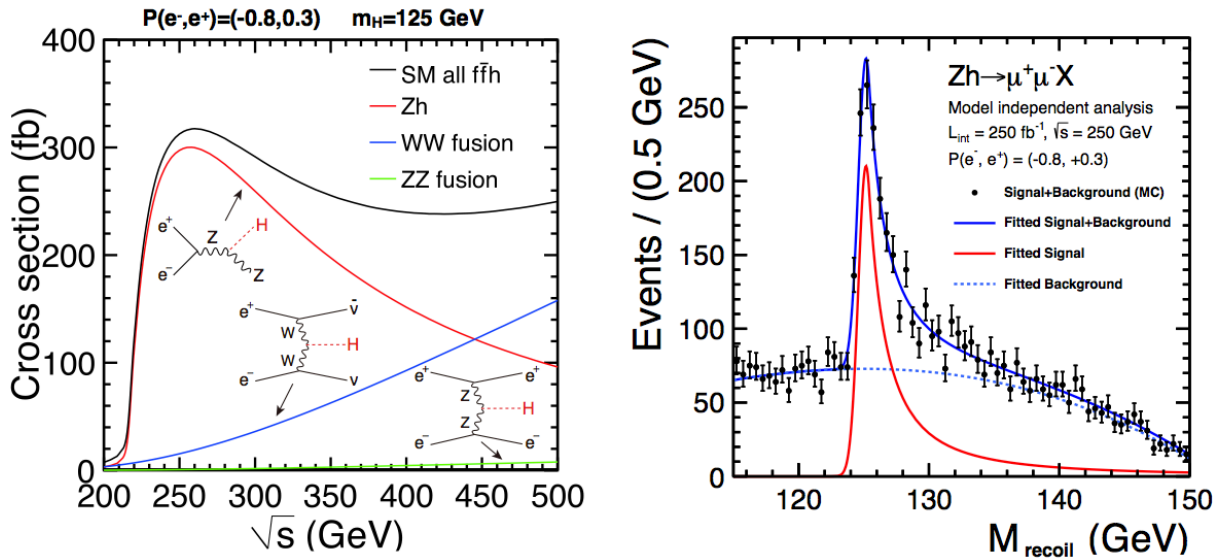 P(e⁻,e⁺)=(-0.8,0.3) m_H=125 GeV
Cross section (fb)
400
300
200
100
0
SM all ff̄h
Zh
WW fusion
ZZ fusion
e⁺
e⁻
Z
H
Z
e⁺
e⁻
W
W
ν̄
H
ν
e⁺
e⁻
Z
Z
e⁺
H
e⁻
200 250 300 350 400 450 500
√s (GeV)
Events / (0.5 GeV)
250
200
150
100
50
0
Zh→μ⁺μ⁻X
Model independent analysis
L_int = 250 fb⁻¹, √s = 250 GeV
P(e⁻, e⁺) = (-0.8, +0.3)
Signal+Background (MC)
Fitted Signal+Background
Fitted Signal
Fitted Background
120 130 140 150
M_recoil (GeV)